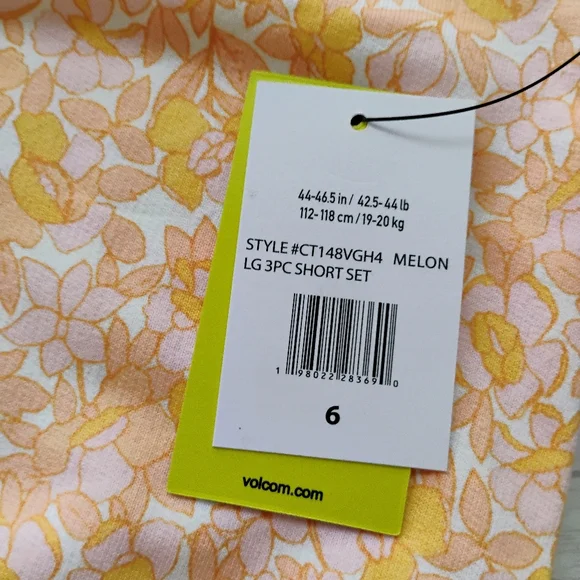 44-46.5 in / 42.5-44 lb
112-118 cm / 19-20 kg
STYLE #CT148VGH4 MELON
LG 3PC SHORT SET
1 98022 28369 0
6
volcom.com